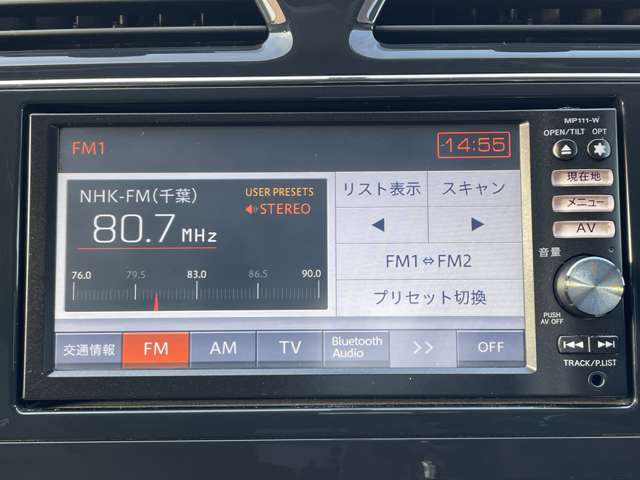 MP111-W
OPEN/TILT OPT
FM1
14:55
NHK-FM(千葉)
USER PRESETS
STEREO
80.7 MHz
76.0 79.5 83.0 86.5 90.0
リスト表示 スキャン
◀ ▶
FM1⇔FM2
プリセット切換
交通情報 FM AM TV Bluetooth Audio >> OFF
現在地
メニュー
AV
音量
PUSH
AV OFF
TRACK/P.LIST